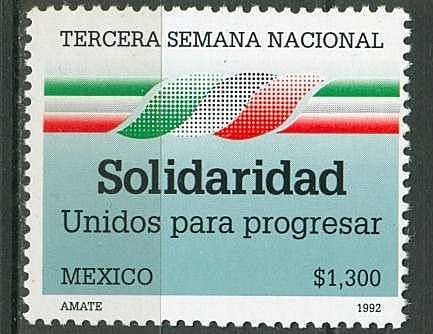 TERCERA SEMANA NACIONAL
Solidaridad
Unidos para progresar
MEXICO $1,300
AMATE 1992